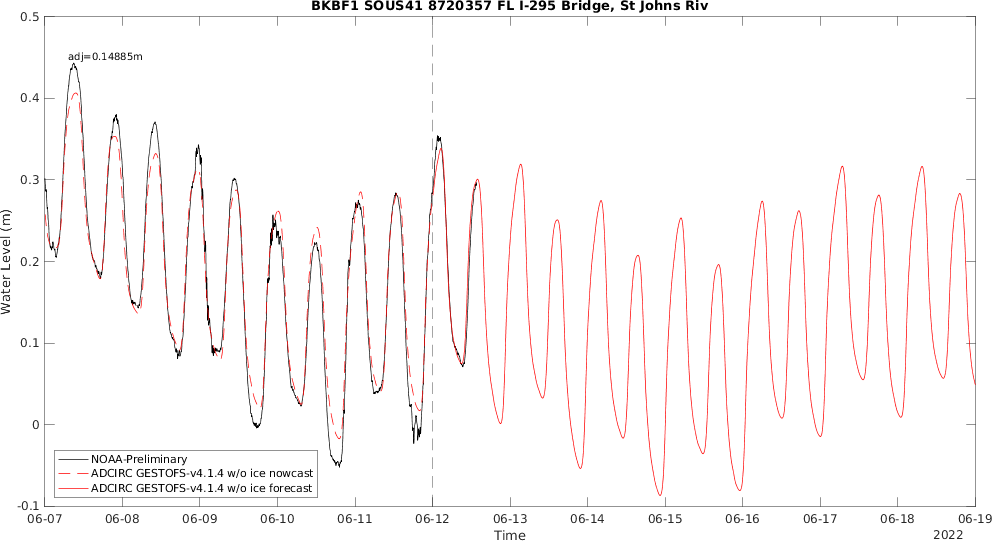 BKBF1 SOUS41 8720357 FL I-295 Bridge, St Johns Riv
adj=0.14885m
0.5
0.4
0.3
0.2
0.1
0
-0.1
Water Level (m)
NOAA-Preliminary
ADCIRC GESTOFS-v4.1.4 w/o ice nowcast
ADCIRC GESTOFS-v4.1.4 w/o ice forecast
06-07 06-08 06-09 06-10 06-11 06-12 06-13 06-14 06-15 06-16 06-17 06-18 06-19
Time
2022